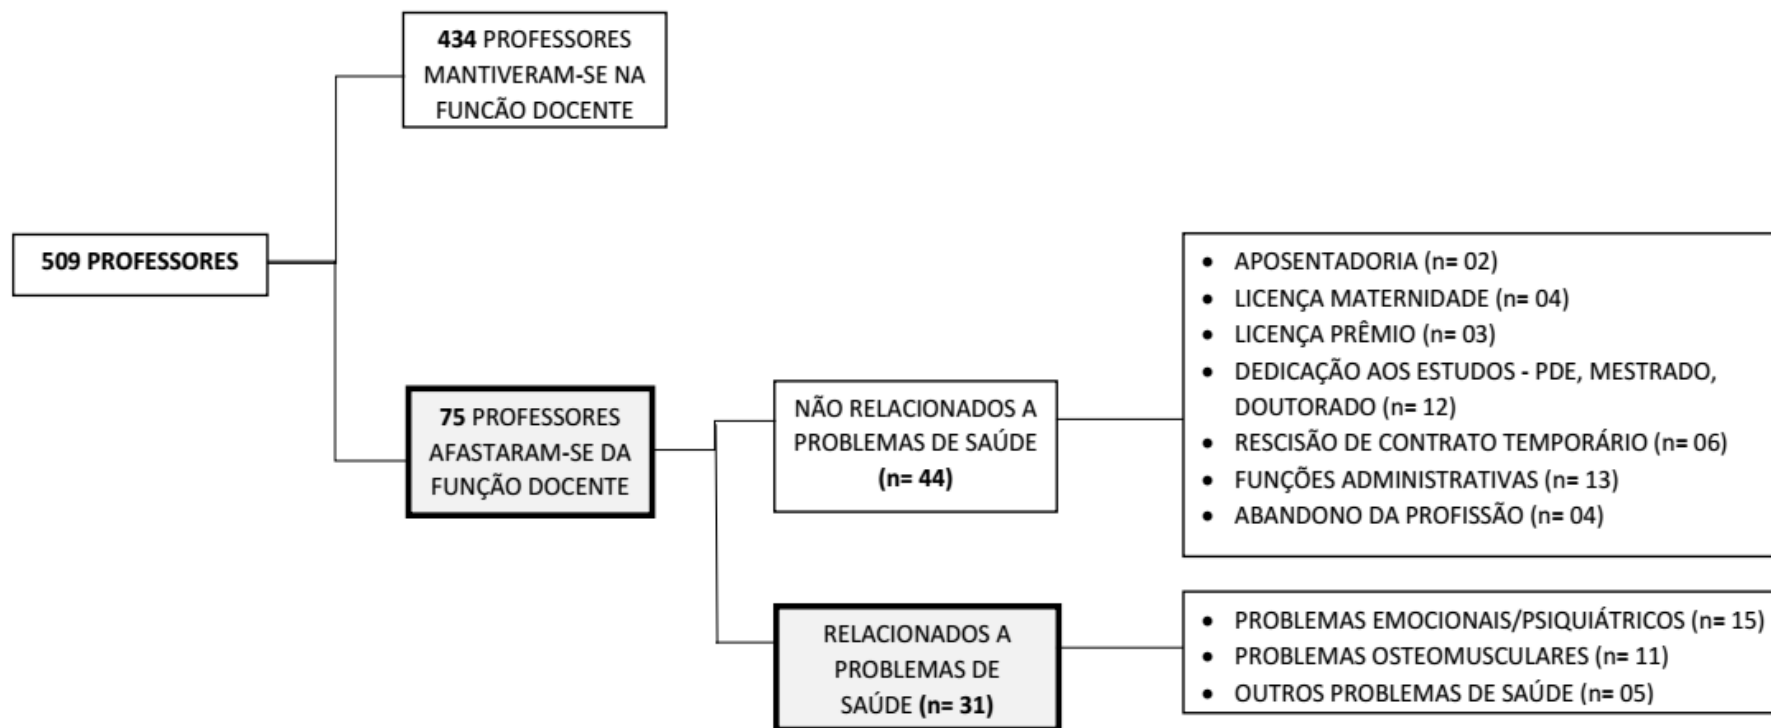 434 PROFESSORES
MANTIVERAM-SE NA
FUNCÃO DOCENTE
509 PROFESSORES
75 PROFESSORES
AFASTARAM-SE DA
FUNÇÃO DOCENTE
NÃO RELACIONADOS A
PROBLEMAS DE SAÚDE
(n= 44)
• APOSENTADORIA (n= 02)
• LICENÇA MATERNIDADE (n= 04)
• LICENÇA PRÊMIO (n= 03)
• DEDICAÇÃO AOS ESTUDOS - PDE, MESTRADO,
DOUTORADO (n= 12)
• RESCISÃO DE CONTRATO TEMPORÁRIO (n= 06)
• FUNÇÕES ADMINISTRATIVAS (n= 13)
• ABANDONO DA PROFISSÃO (n= 04)
RELACIONADOS A
PROBLEMAS DE
SAÚDE (n= 31)
• PROBLEMAS EMOCIONAIS/PSIQUIÁTRICOS (n= 15)
• PROBLEMAS OSTEOMUSCULARES (n= 11)
• OUTROS PROBLEMAS DE SAÚDE (n= 05)